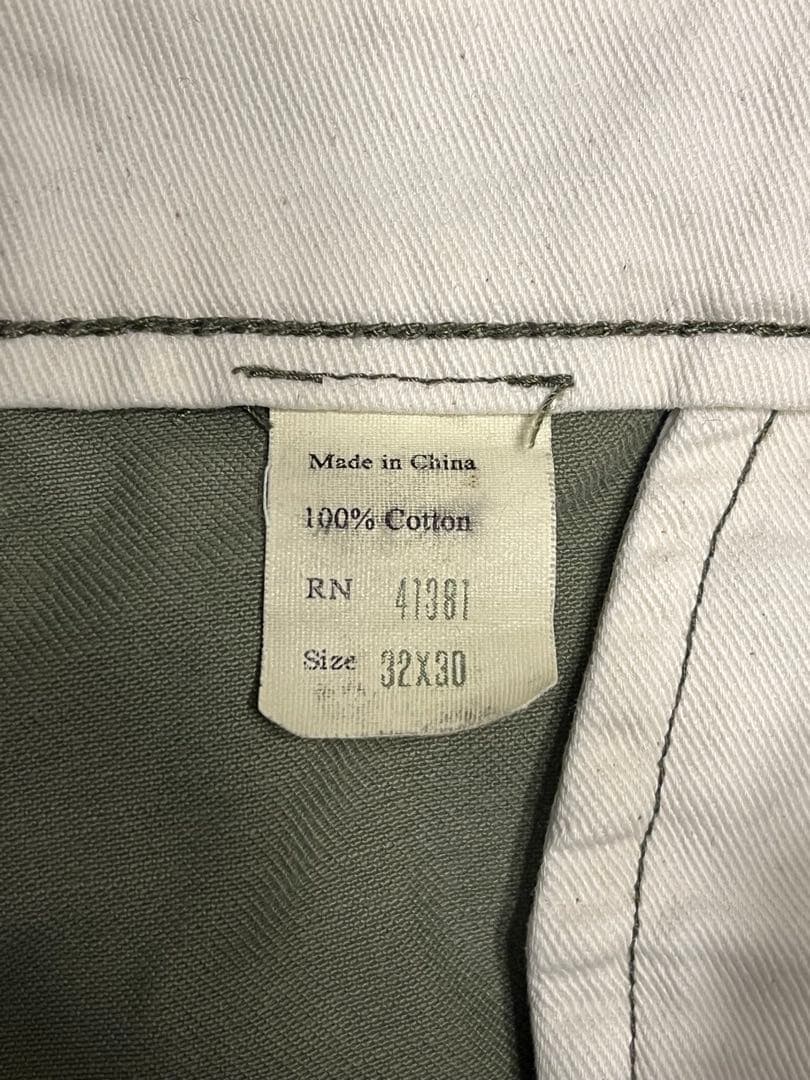 Made in China
100% Cotton
RN 41381
Size 32X30